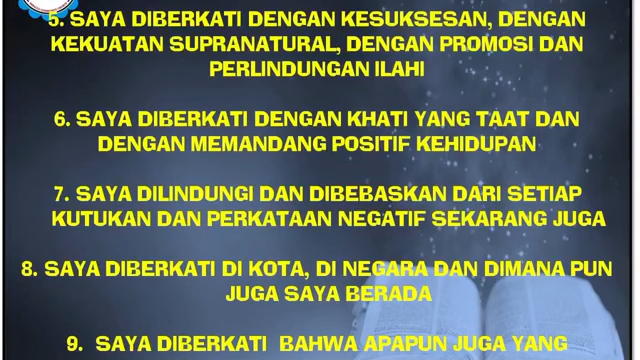 5. SAYA DIBERKATI DENGAN KESUKSESAN, DENGAN
KEKUATAN SUPRANATURAL, DENGAN PROMOSI DAN
PERLINDUNGAN ILAHI
6. SAYA DIBERKATI DENGAN KHATI YANG TAAT DAN
DENGAN MEMANDANG POSITIF KEHIDUPAN
7. SAYA DILINDUNGI DAN DIBEBASKAN DARI SETIAP
KUTUKAN DAN PERKATAAN NEGATIF SEKARANG JUGA
8. SAYA DIBERKATI DI KOTA, DI NEGARA DAN DIMANA PUN
JUGA SAYA BERADA
9. SAYA DIBERKATI BAHWA APAPUN JUGA YANG